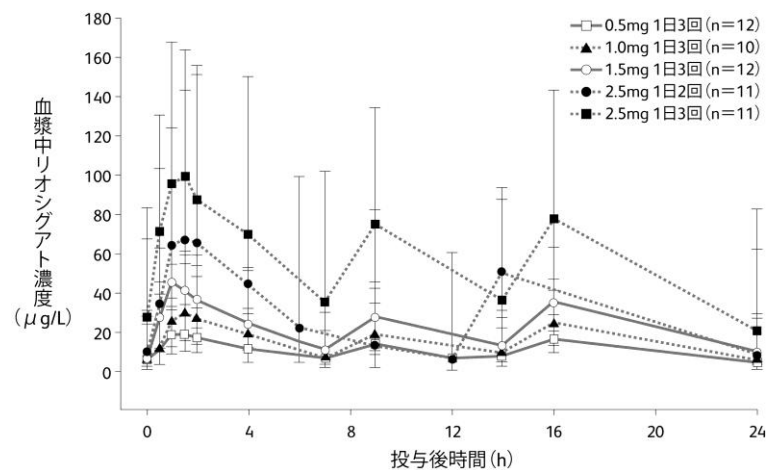 180
160
140
120
100
80
60
40
20
0
血漿中リオシグアト濃度
(μg/L)
0.5mg 1日3回(n=12)
1.0mg 1日3回(n=10)
1.5mg 1日3回(n=12)
2.5mg 1日2回(n=11)
2.5mg 1日3回(n=11)
0 4 8 12 16 20 24
投与後時間(h)